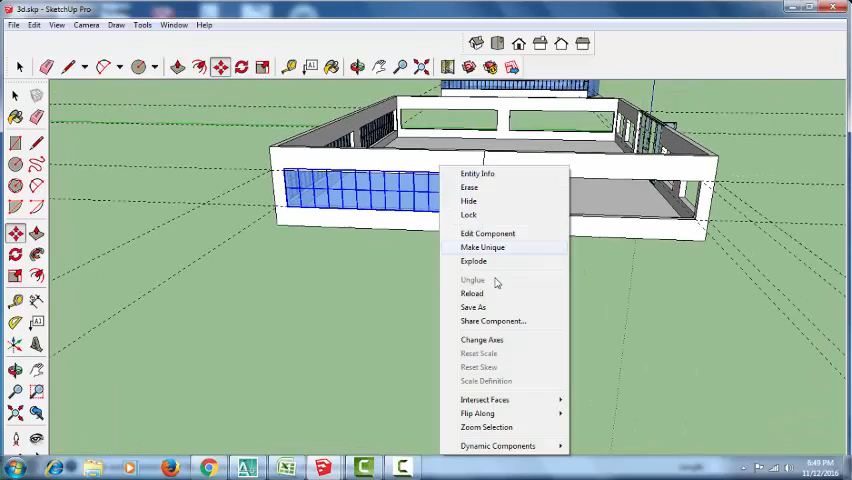 3d.skp - SketchUp Pro
File Edit View Camera Draw Tools Window Help
Entity Info
Erase
Hide
Lock
Edit Component
Make Unique
Explode
Unglue
Reload
Save As
Share Component...
Change Axes
Reset Scale
Reset Skew
Scale Definition
Intersect Faces
Flip Along
Zoom Selection
Dynamic Components
6:49 PM
11/12/2016